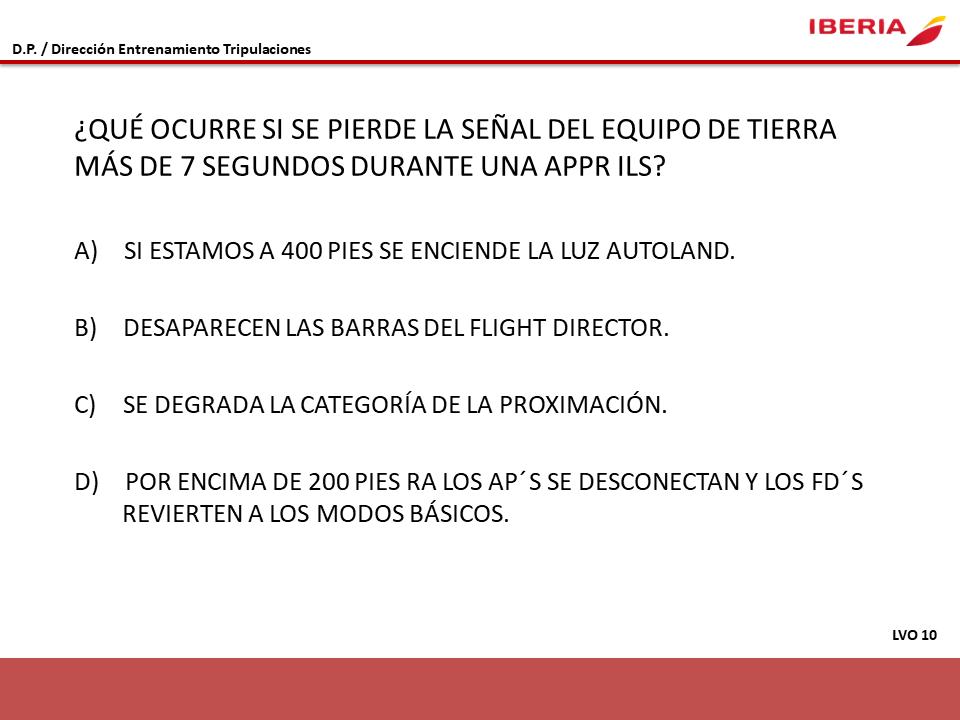 IBERIA
D.P. / Dirección Entrenamiento Tripulaciones
¿QUÉ OCURRE SI SE PIERDE LA SEÑAL DEL EQUIPO DE TIERRA
MÁS DE 7 SEGUNDOS DURANTE UNA APPR ILS?
A) SI ESTAMOS A 400 PIES SE ENCIENDE LA LUZ AUTOLAND.
B) DESAPARECEN LAS BARRAS DEL FLIGHT DIRECTOR.
C) SE DEGRADA LA CATEGORÍA DE LA PROXIMACIÓN.
D) POR ENCIMA DE 200 PIES RA LOS AP´S SE DESCONECTAN Y LOS FD´S
REVIERTEN A LOS MODOS BÁSICOS.
LVO 10